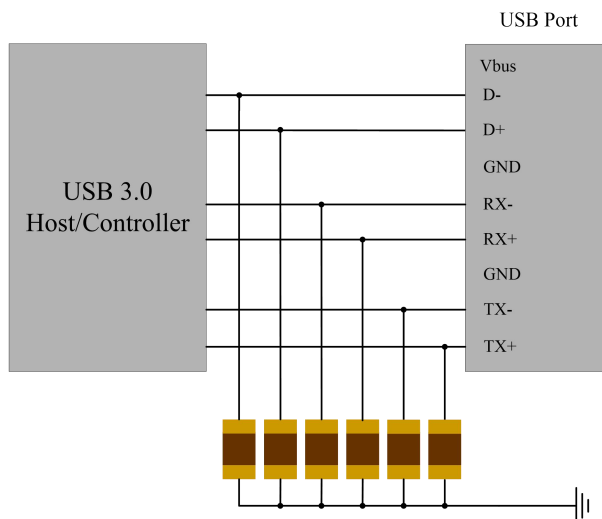 USB Port
USB 3.0
Host/Controller
Vbus
D-
D+
GND
RX-
RX+
GND
TX-
TX+